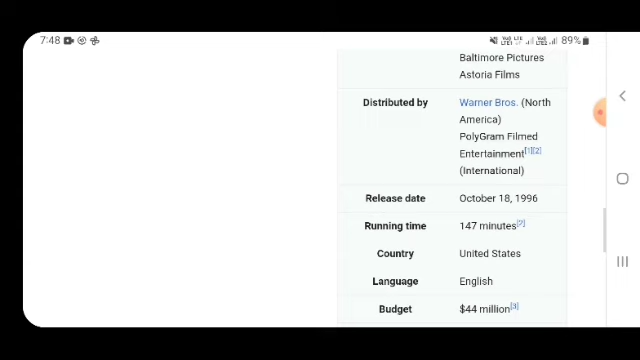 7:48 89%
Baltimore Pictures
Astoria Films
Distributed by Warner Bros. (North
America)
PolyGram Filmed
Entertainment[1][2]
(International)
Release date October 18, 1996
Running time 147 minutes[2]
Country United States
Language English
Budget $44 million[3]